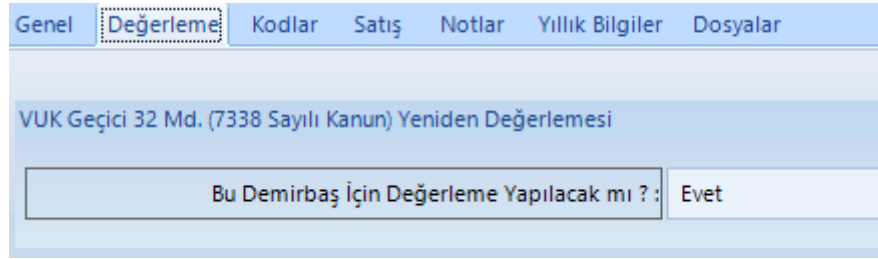 Genel Değerleme Kodlar Satış Notlar Yıllık Bilgiler Dosyalar
VUK Geçici 32 Md. (7338 Sayılı Kanun) Yeniden Değerlemesi
Bu Demirbaş İçin Değerleme Yapılacak mı ? : Evet